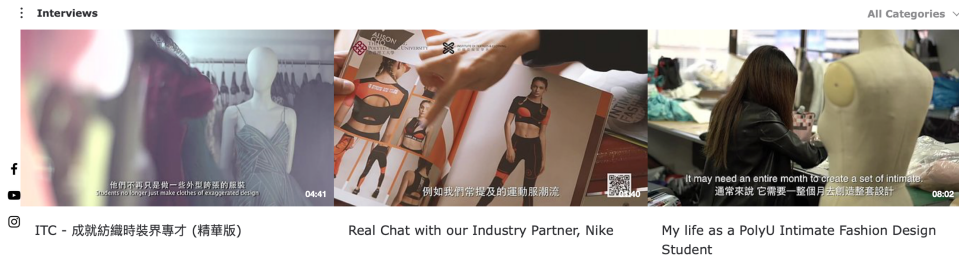 Interviews
All Categories
他們不再只是做一些外型誇張的服裝
Students no longer just make clothes of exaggerated design
04:41
例如我們常提及的運動服潮流
01:40
It may need an entire month to create a set of intimate.
通常來説 它需要一整個月去創造整套設計
08:02
ITC - 成就紡織時裝界專才 (精華版)
Real Chat with our Industry Partner, Nike
My life as a PolyU Intimate Fashion Design
Student